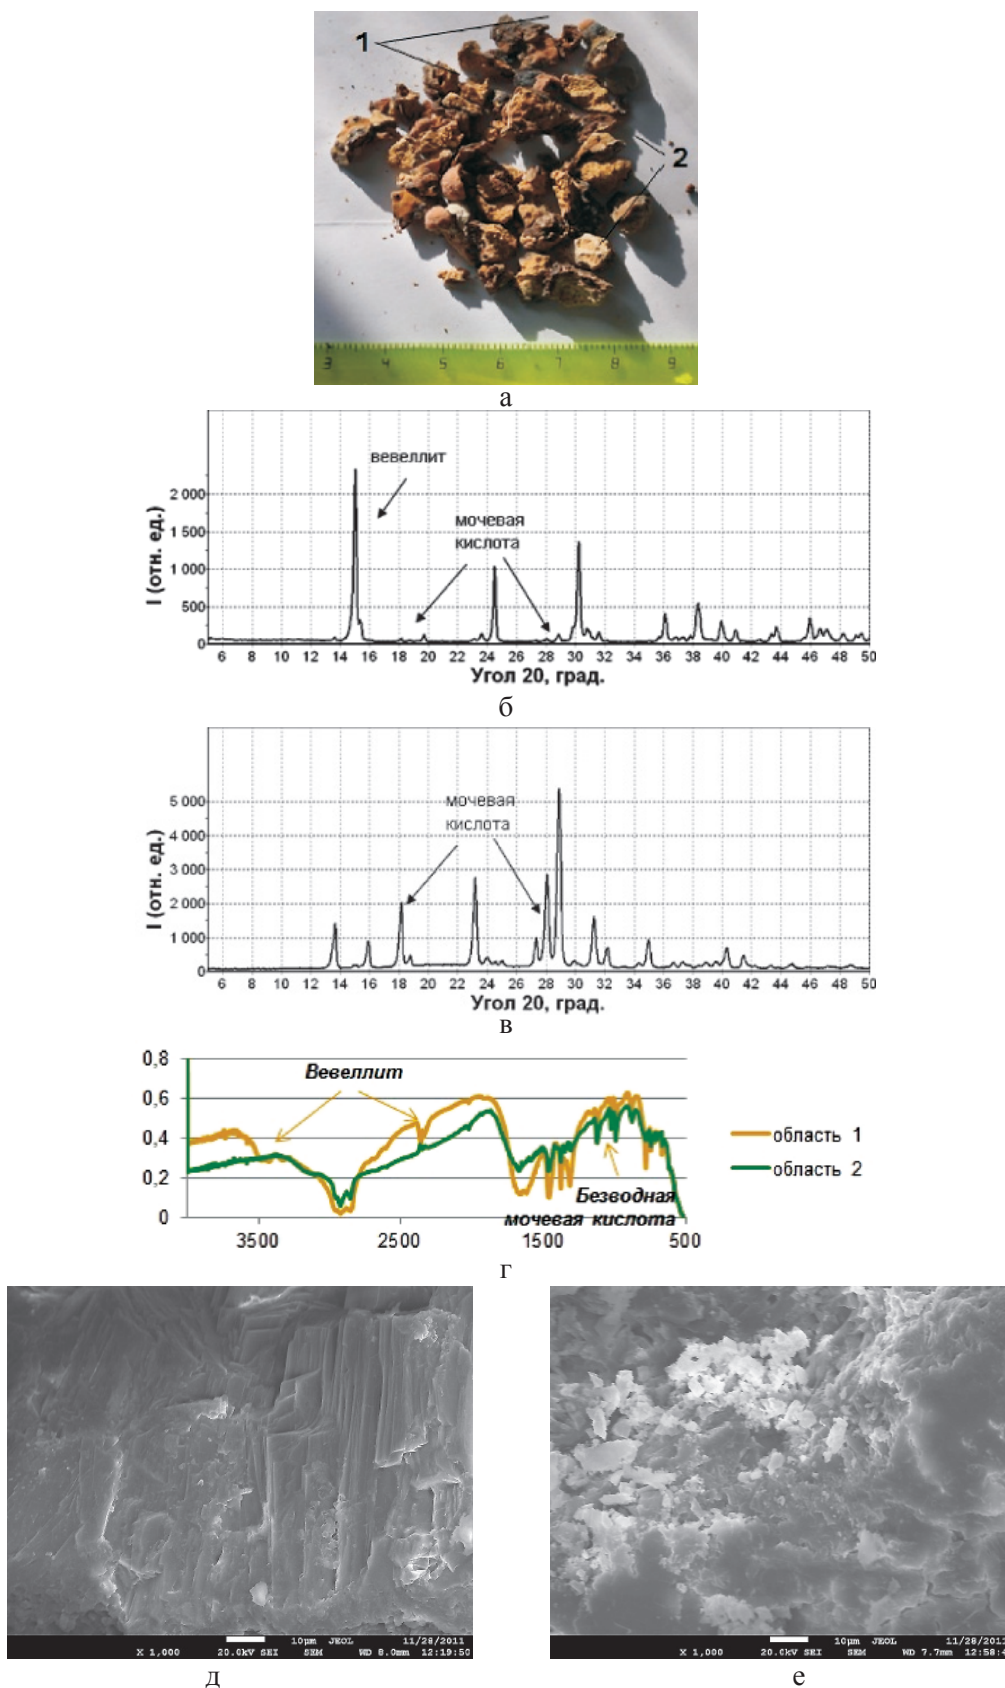 1
2
3 4 5 6 7 8 9
а
вевеллит
мочевая
кислота
2 000
1 500
1 000
500
0
I (отн. ед.)
6 8 10 12 14 16 18 20 22 24 26 28 30 32 34 36 38 40 42 44 46 48 50
Угол 20, град.
б
мочевая
кислота
5 000
4 000
3 000
2 000
1 000
0
I (отн. ед.)
6 8 10 12 14 16 18 20 22 24 26 28 30 32 34 36 38 40 42 44 46 48 50
Угол 20, град.
в
0,8
0,6
0,4
0,2
0
Вевеллит
Безводная
мочевая кислота
область 1
область 2
3500 2500 1500 500
г
10µm JEOL 11/28/2011
X 1,000 20.0kV SEI SEM WD 8.0mm 12:19:50
д
10µm JEOL 11/28/2011
X 1,000 20.0kV SEI SEM WD 7.7mm 12:58:4
е